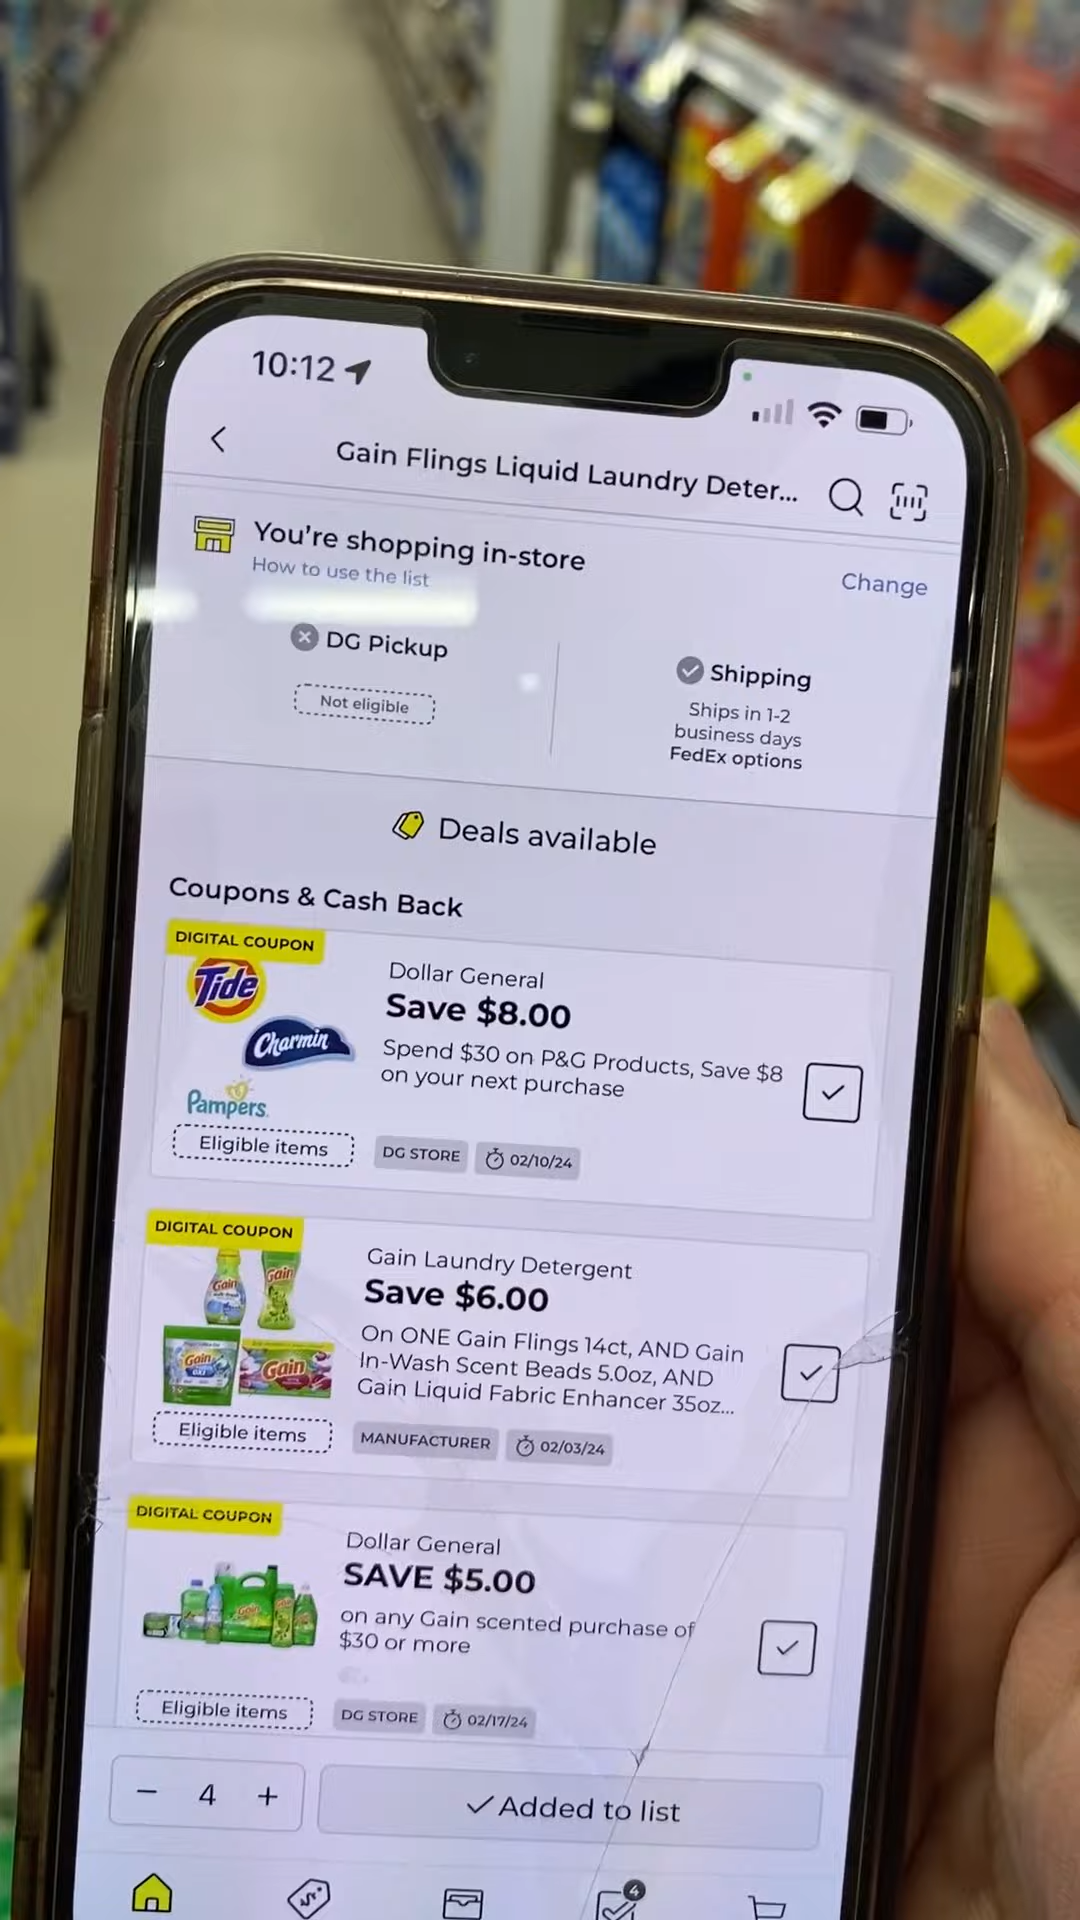 10:12
Gain Flings Liquid Laundry Deter...
You're shopping in-store
How to use the list
Change
DG Pickup
Not eligible
Shipping
Ships in 1-2
business days
FedEx options
Deals available
Coupons & Cash Back
DIGITAL COUPON
Tide
Charmin
Pampers
Eligible items
Dollar General
Save $8.00
Spend $30 on P&G Products, Save $8
on your next purchase
DG STORE
02/10/24
DIGITAL COUPON
Gain
Gain
Gain
Gain
Eligible items
Gain Laundry Detergent
Save $6.00
On ONE Gain Flings 14ct, AND Gain
In-Wash Scent Beads 5.0oz, AND
Gain Liquid Fabric Enhancer 35oz...
MANUFACTURER
02/03/24
DIGITAL COUPON
Gain
Eligible items
Dollar General
SAVE $5.00
on any Gain scented purchase of
$30 or more
DG STORE
02/17/24
4
Added to list
4